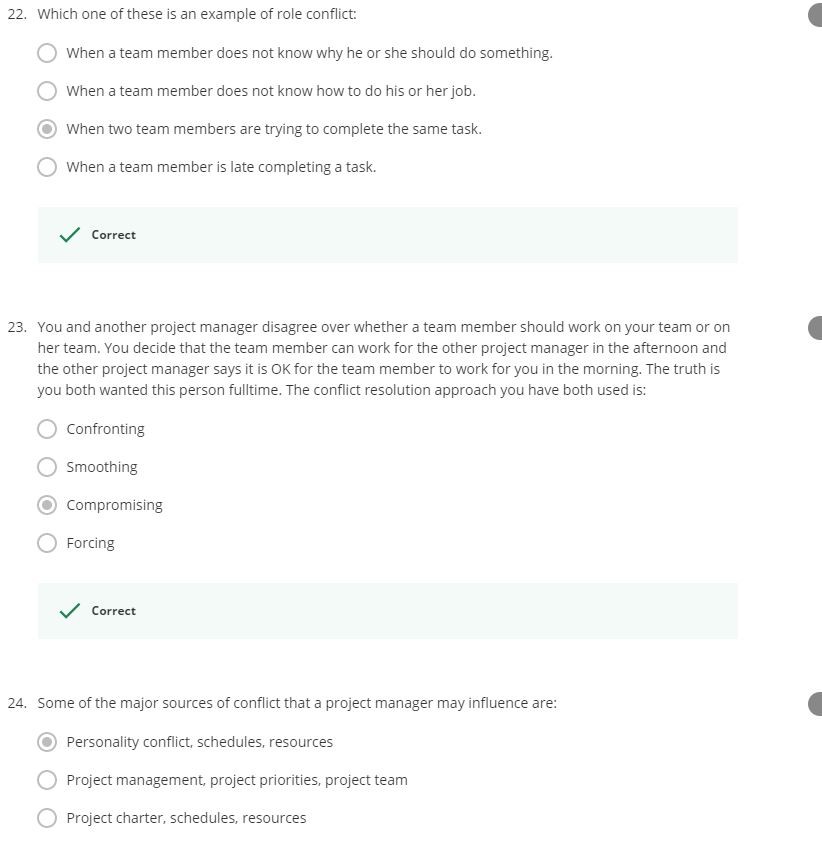 22. Which one of these is an example of role conflict:
When a team member does not know why he or she should do something.
When a team member does not know how to do his or her job.
When two team members are trying to complete the same task.
When a team member is late completing a task.
Correct
23. You and another project manager disagree over whether a team member should work on your team or on
her team. You decide that the team member can work for the other project manager in the afternoon and
the other project manager says it is OK for the team member to work for you in the morning. The truth is
you both wanted this person fulltime. The conflict resolution approach you have both used is:
Confronting
Smoothing
Compromising
Forcing
Correct
24. Some of the major sources of conflict that a project manager may influence are:
Personality conflict, schedules, resources
Project management, project priorities, project team
Project charter, schedules, resources